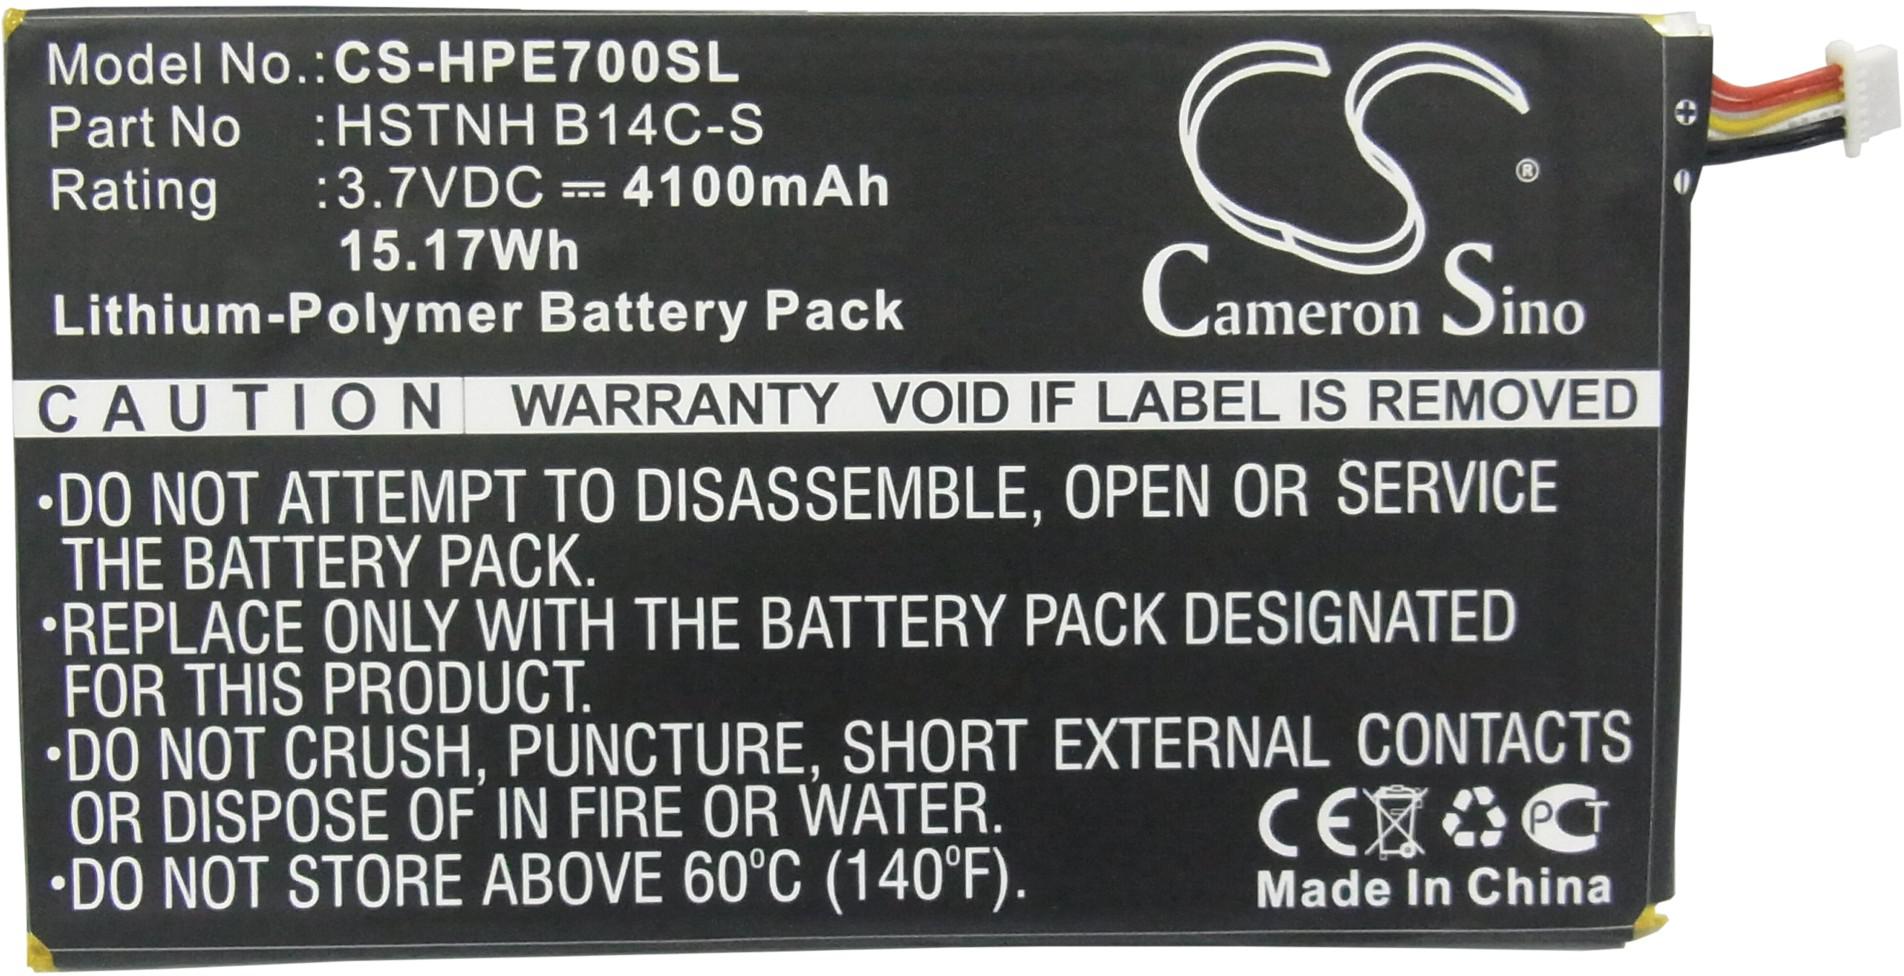 Model No.:CS-HPE700SL
Part No :HSTNH B14C-S
Rating :3.7VDC ⎓ 4100mAh
15.17Wh
Lithium-Polymer Battery Pack
CS
®
Cameron Sino
+
-
CAUTION WARRANTY VOID IF LABEL IS REMOVED
•DO NOT ATTEMPT TO DISASSEMBLE, OPEN OR SERVICE
THE BATTERY PACK.
•REPLACE ONLY WITH THE BATTERY PACK DESIGNATED
FOR THIS PRODUCT.
•DO NOT CRUSH, PUNCTURE, SHORT EXTERNAL CONTACTS
OR DISPOSE OF IN FIRE OR WATER.
•DO NOT STORE ABOVE 60°C (140°F).
CE PCT
Made In China